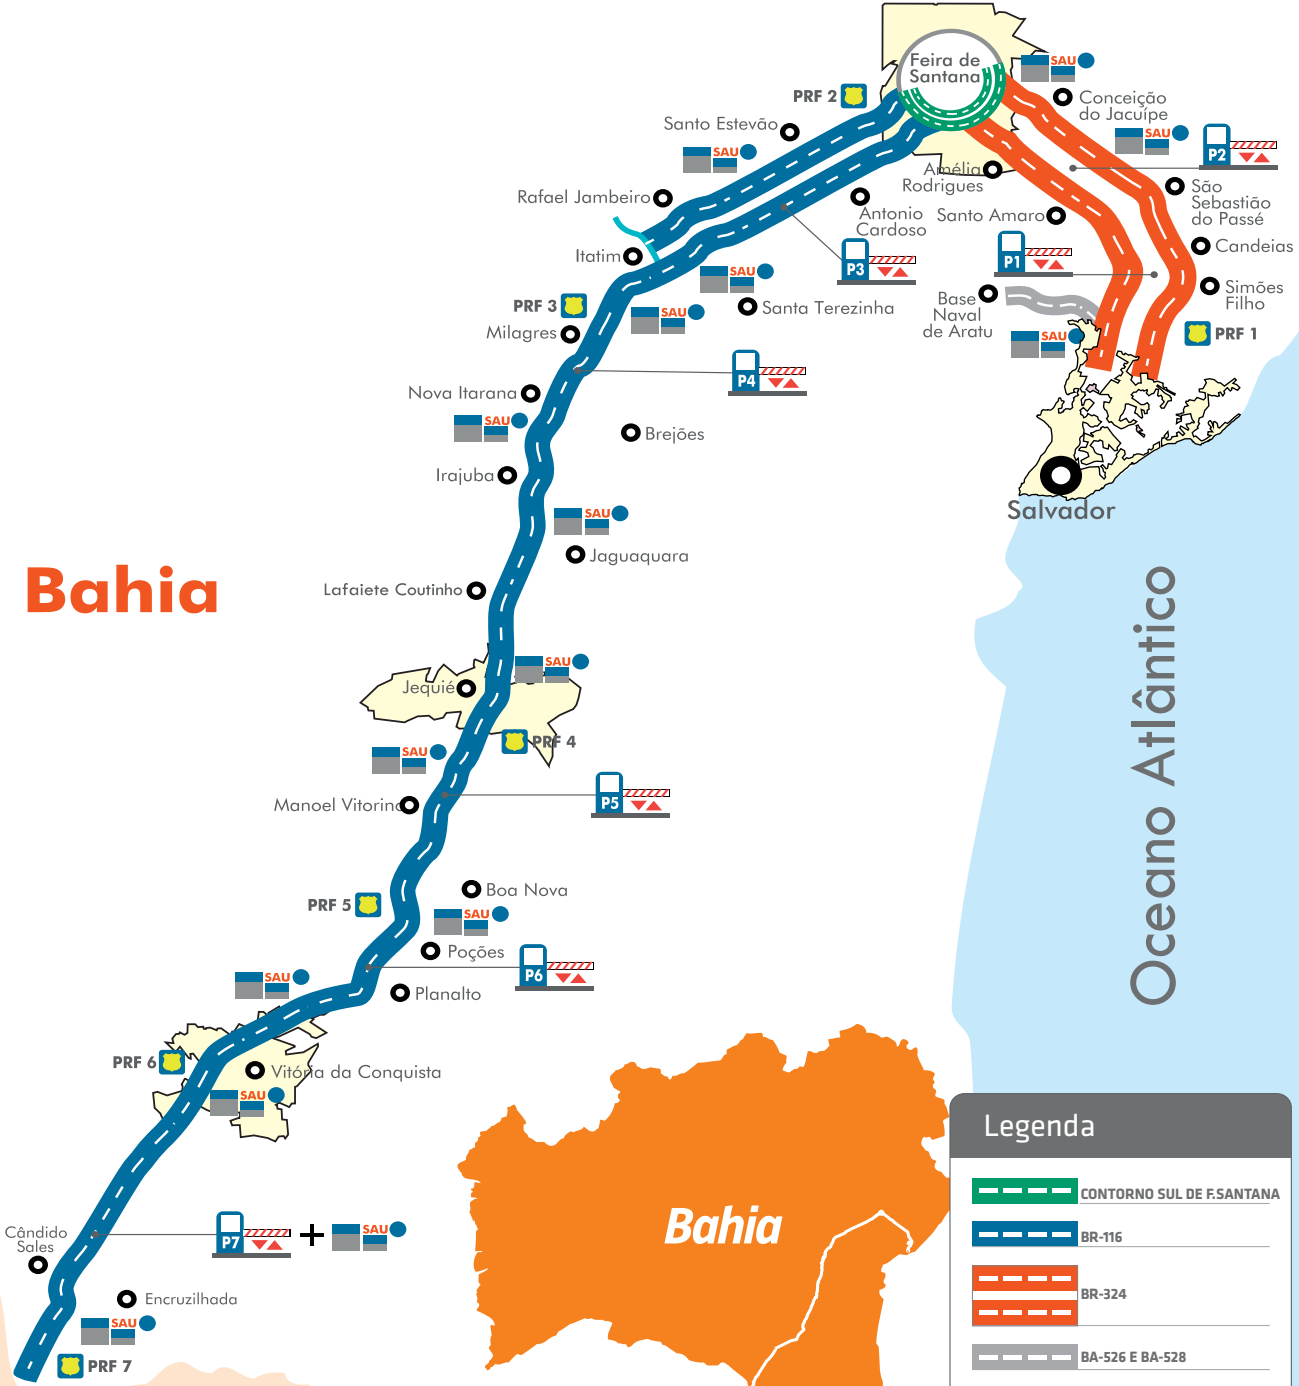 Feira de
Santana
SAU
PRF 2
Conceição
do Jacuípe
Santo Estevão
SAU
P2
SAU
Amélia
Rodrigues
São
Sebastião
do Passé
Rafael Jambeiro
Antonio
Cardoso
Santo Amaro
Candeias
Itatim
P3
P1
SAU
Simões
Filho
PRF 3
Santa Terezinha
Base
Naval
de Aratu
SAU
Milagres
SAU
PRF 1
P4
Nova Itarana
SAU
Brejões
Irajuba
Salvador
SAU
Jaguaquara
Bahia
Lafaiete Coutinho
Oceano Atlântico
SAU
Jequié
PRF 4
SAU
Manoel Vitorino
P5
Boa Nova
PRF 5
SAU
Poções
P6
SAU
Planalto
PRF 6
Vitória da Conquista
SAU
Legenda
CONTORNO SUL DE F.SANTANA
BR-116
BR-324
BA-526 E BA-528
Bahia
Cândido
Sales
P7
+
SAU
Encruzilhada
SAU
PRF 7